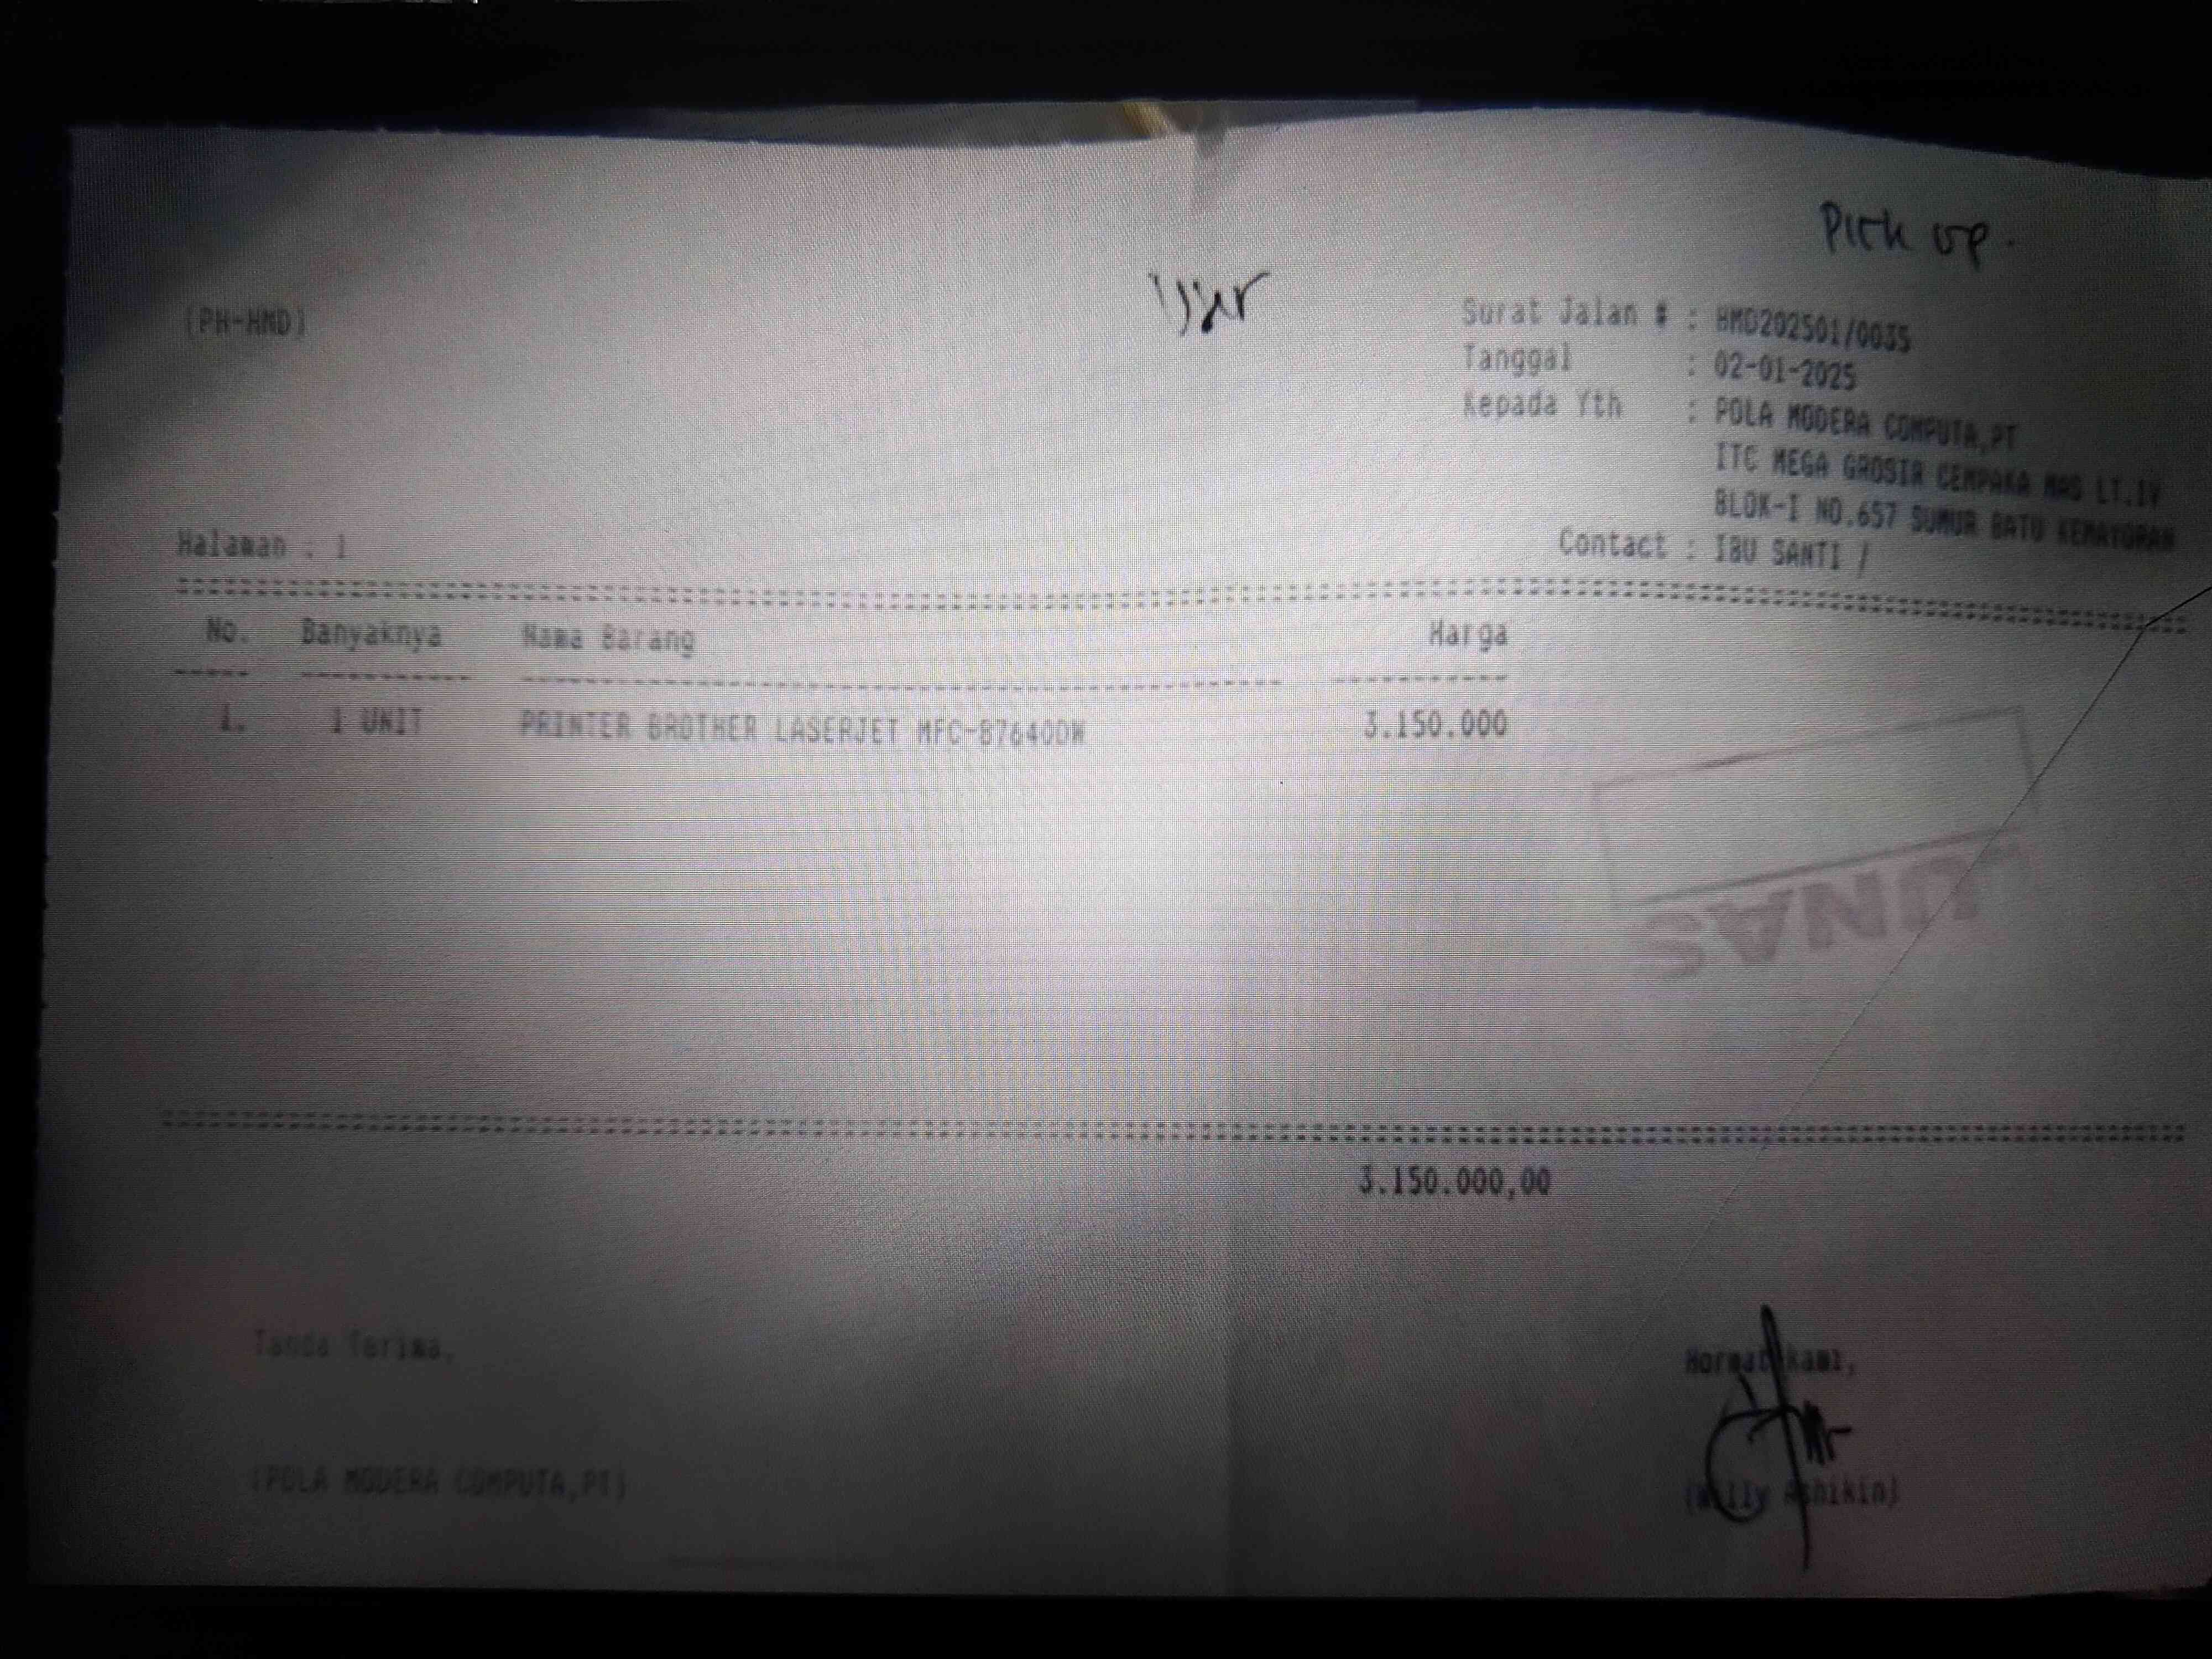 Pick up.
(PH-HMD)
Surat Jalan # : HMD202501/0035
Tanggal : 02-01-2025
Kepada Yth : POLA MODERA COMPUTA,PT
ITC MEGA GROSIR CEMPAKA MAS LT.IV
BLOK-I NO.657 SUMUR BATU KEMAYORAN
Halaman : 1
Contact : IBU SANTI /
No. Banyaknya Nama Barang Harga
1. 1 UNIT PRINTER BROTHER LASERJET MFC-B7640DW 3.150.000
LUNAS
3.150.000,00
Tanda Terima,
Hormat kami,
(POLA MODERA COMPUTA,PT)
(Willy Ashikin)